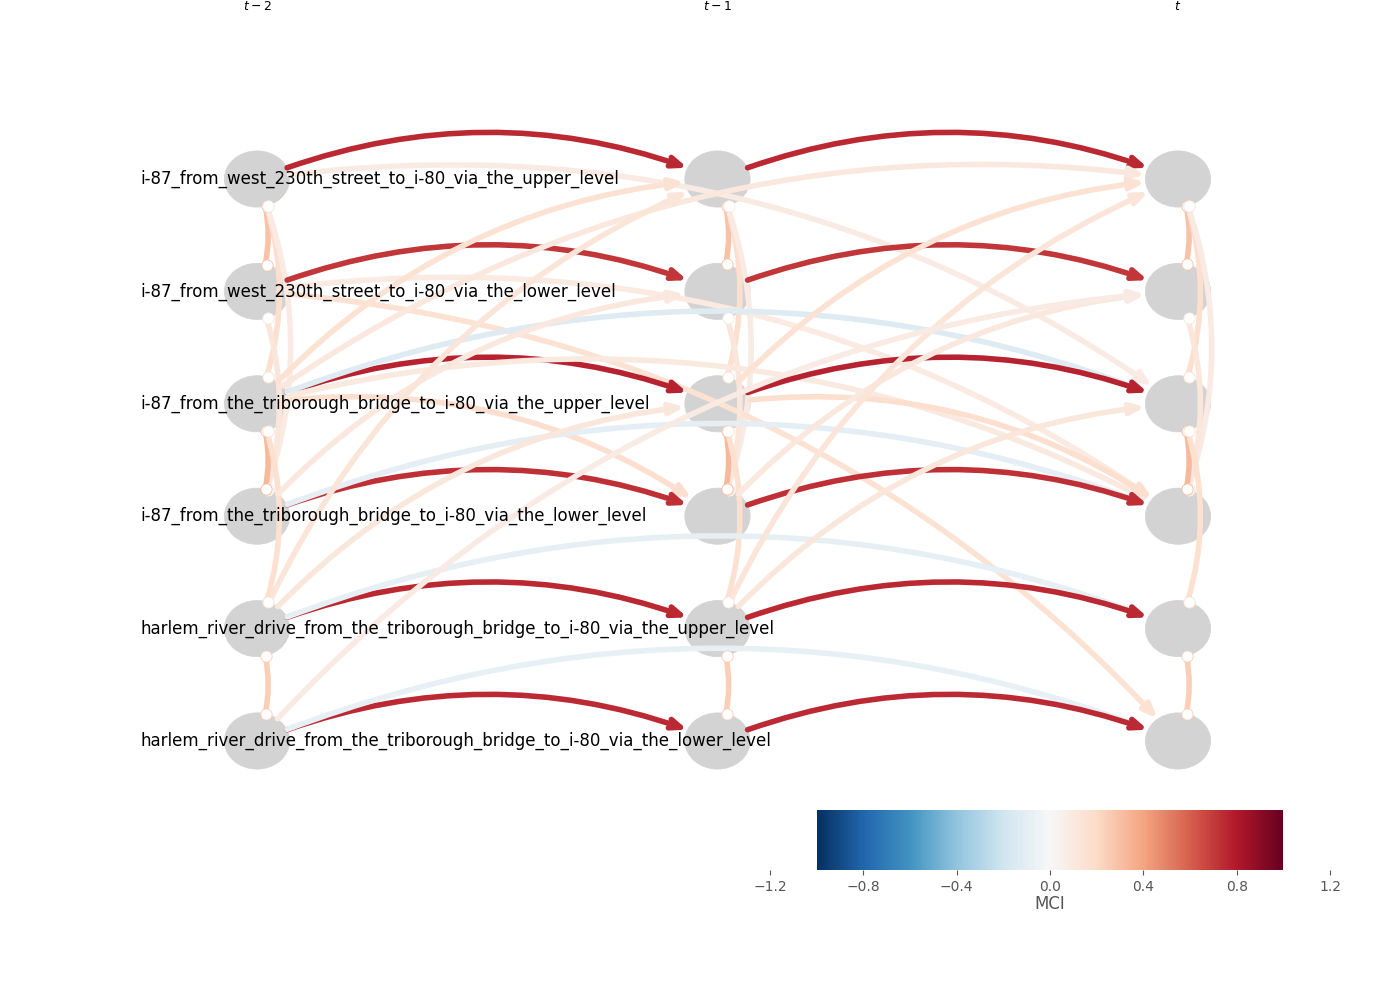 t − 2 t − 1 t
i-87_from_west_230th_street_to_i-80_via_the_upper_level
i-87_from_west_230th_street_to_i-80_via_the_lower_level
i-87_from_the_triborough_bridge_to_i-80_via_the_upper_level
i-87_from_the_triborough_bridge_to_i-80_via_the_lower_level
harlem_river_drive_from_the_triborough_bridge_to_i-80_via_the_upper_level
harlem_river_drive_from_the_triborough_bridge_to_i-80_via_the_lower_level
−1.2 −0.8 −0.4 0.0 0.4 0.8 1.2
MCI